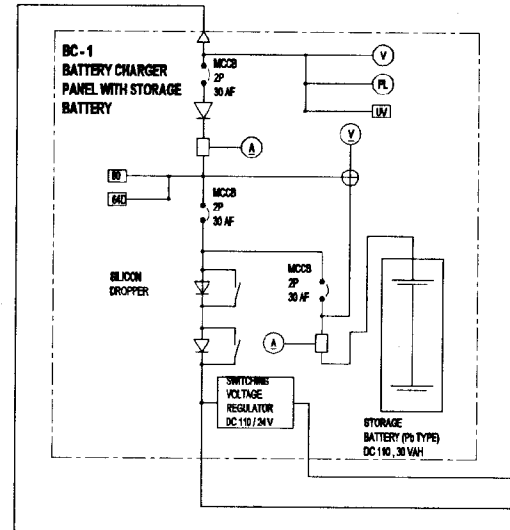 BC-1
BATTERY CHARGER
PANEL WITH STORAGE
BATTERY
MCCB
2P
30 AF
V
PL
UV
A
V
80
64D
MCCB
2P
30 AF
SILICON
DROPPER
MCCB
2P
30 AF
A
SWITCHING
VOLTAGE
REGULATOR
DC 110 / 24 V
STORAGE
BATTERY (Pb TYPE)
DC 110 , 30 VAH